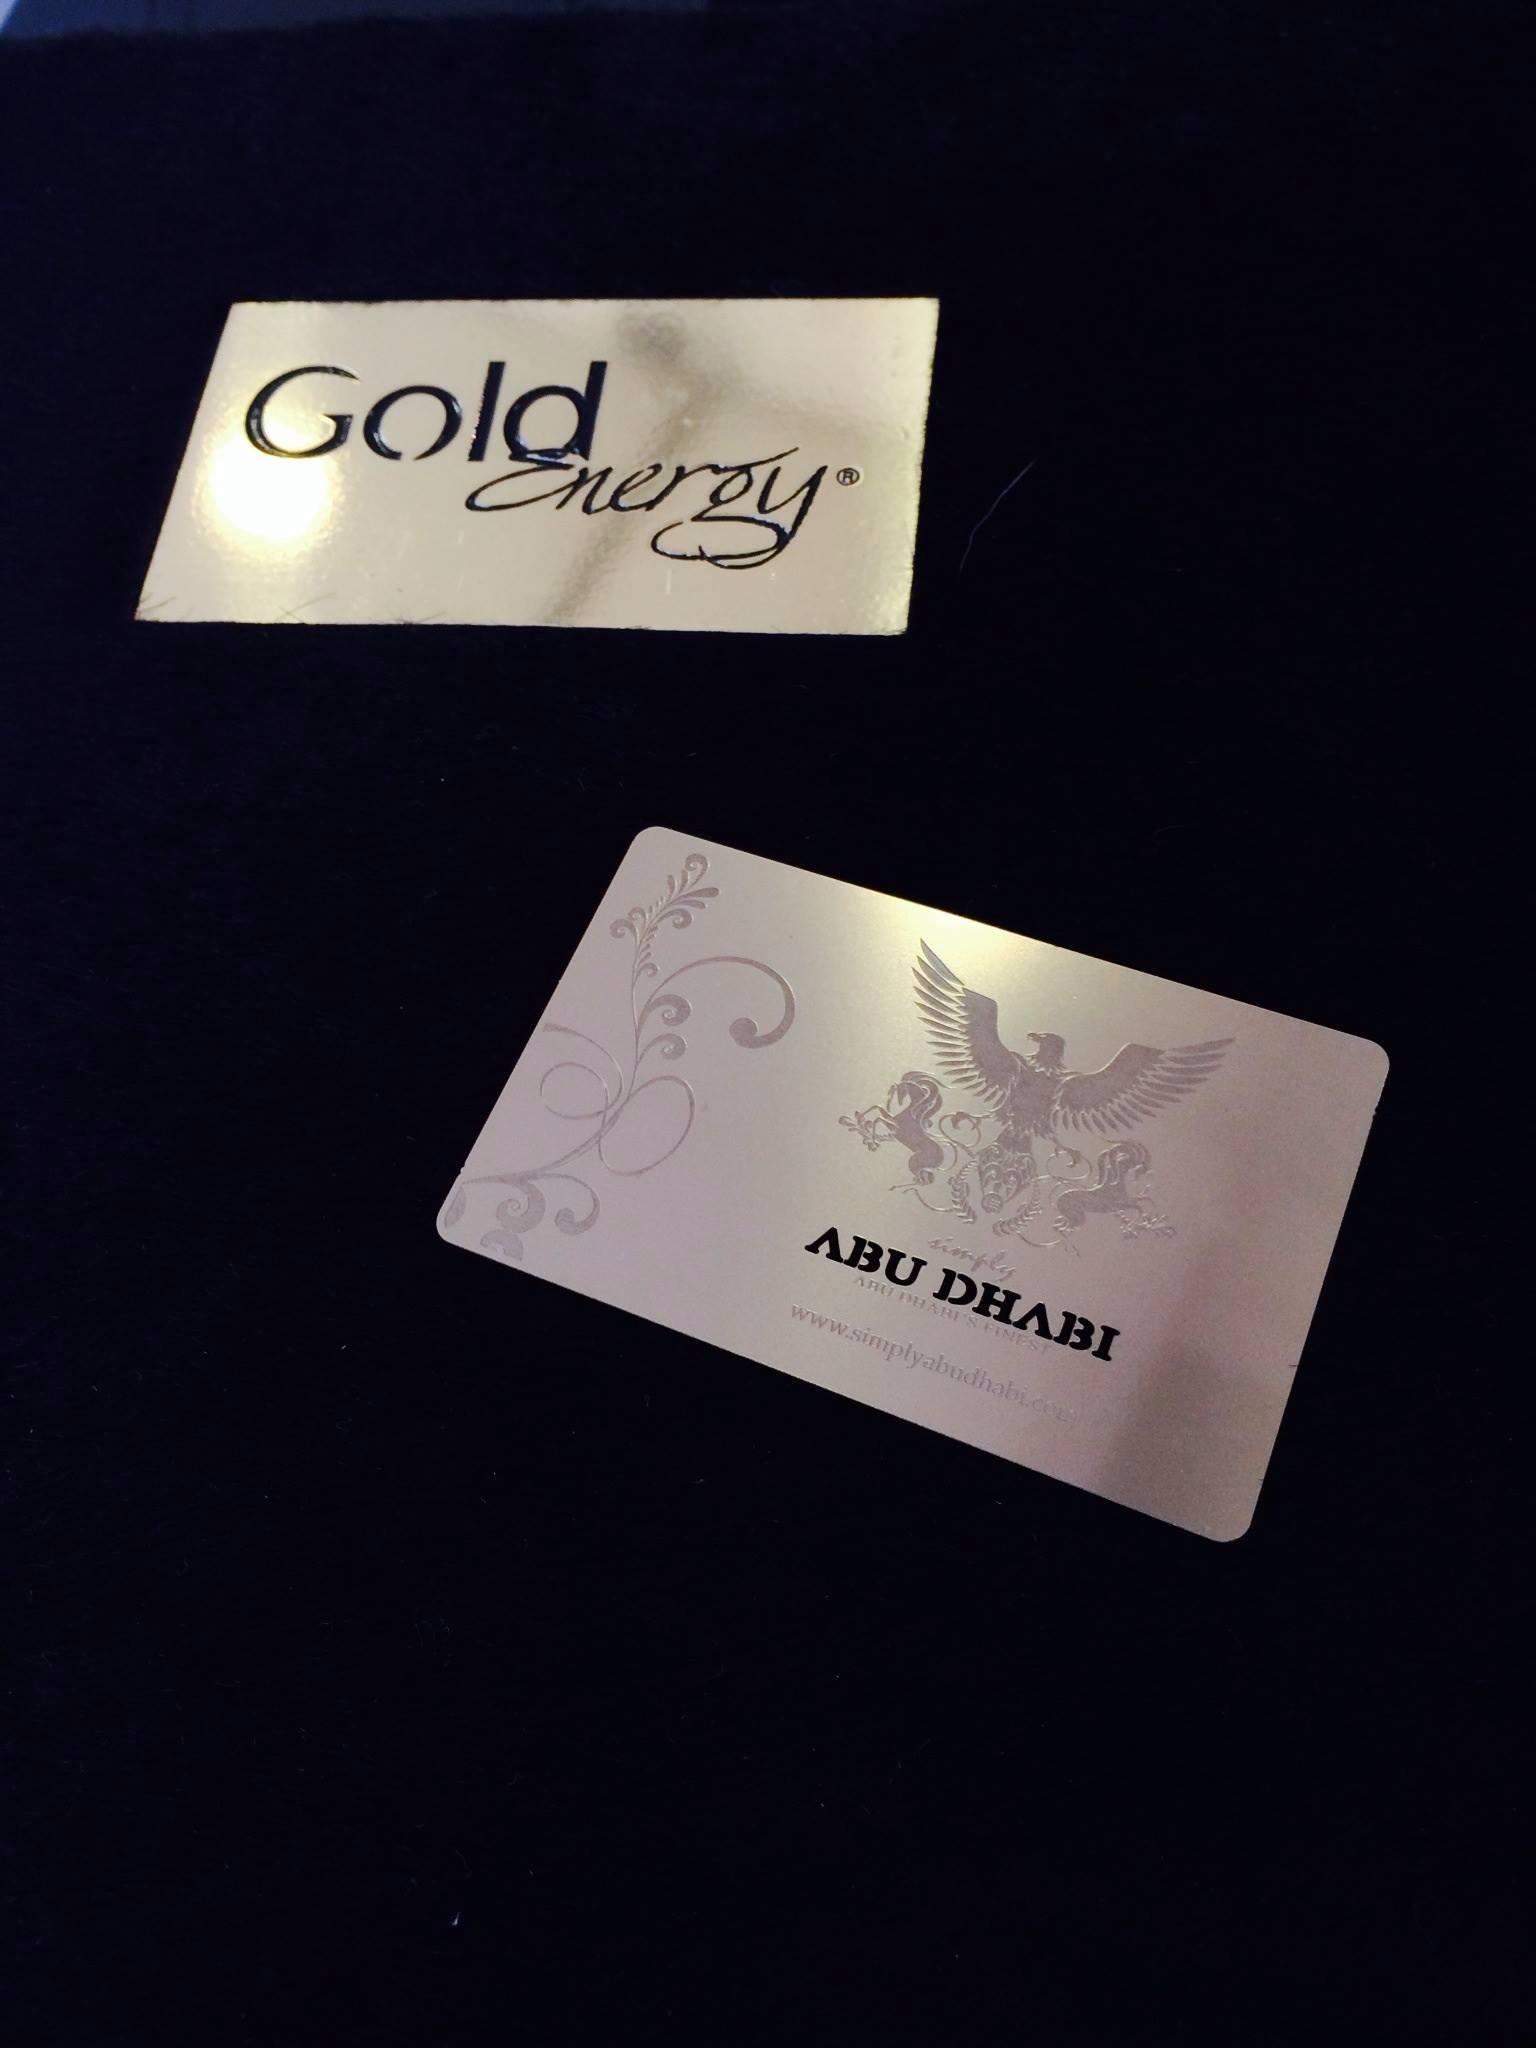 Gold
Energy®
simply
ABU DHABI
ABU DHABI'S FINEST
www.simplyabudhabi.com